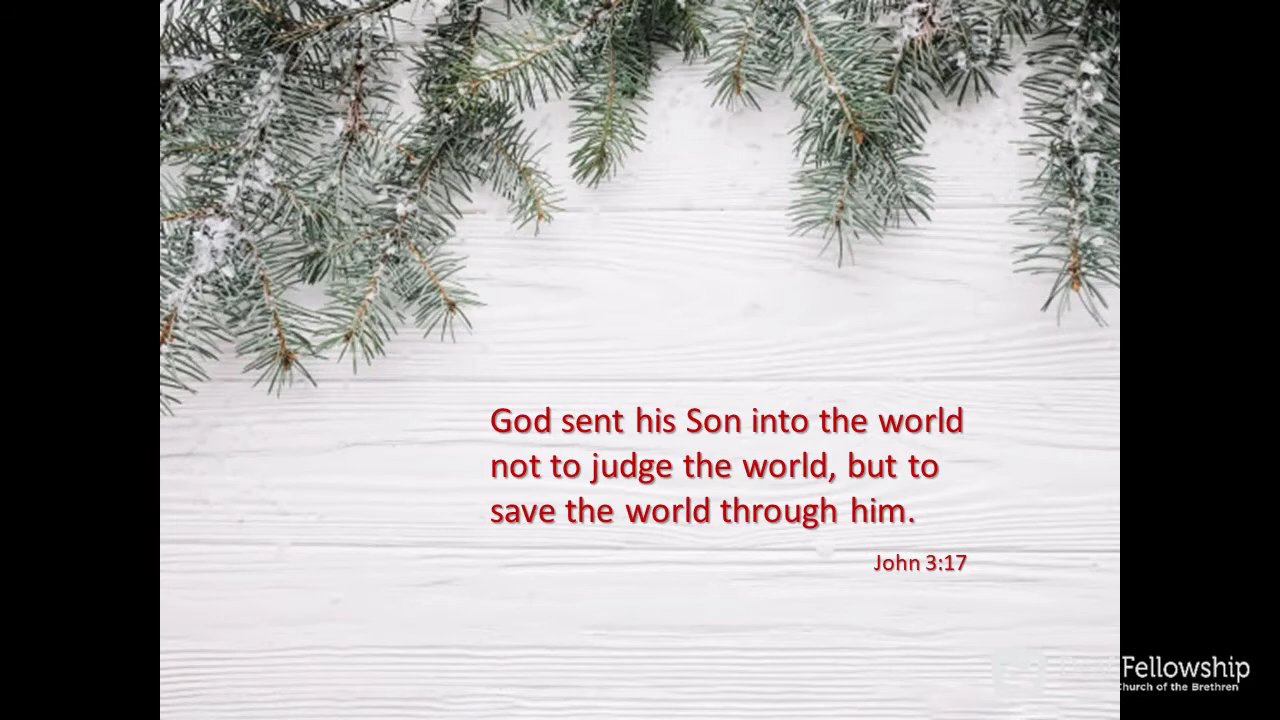 God sent his Son into the world
not to judge the world, but to
save the world through him.
John 3:17
Fellowship
Church of the Brethren